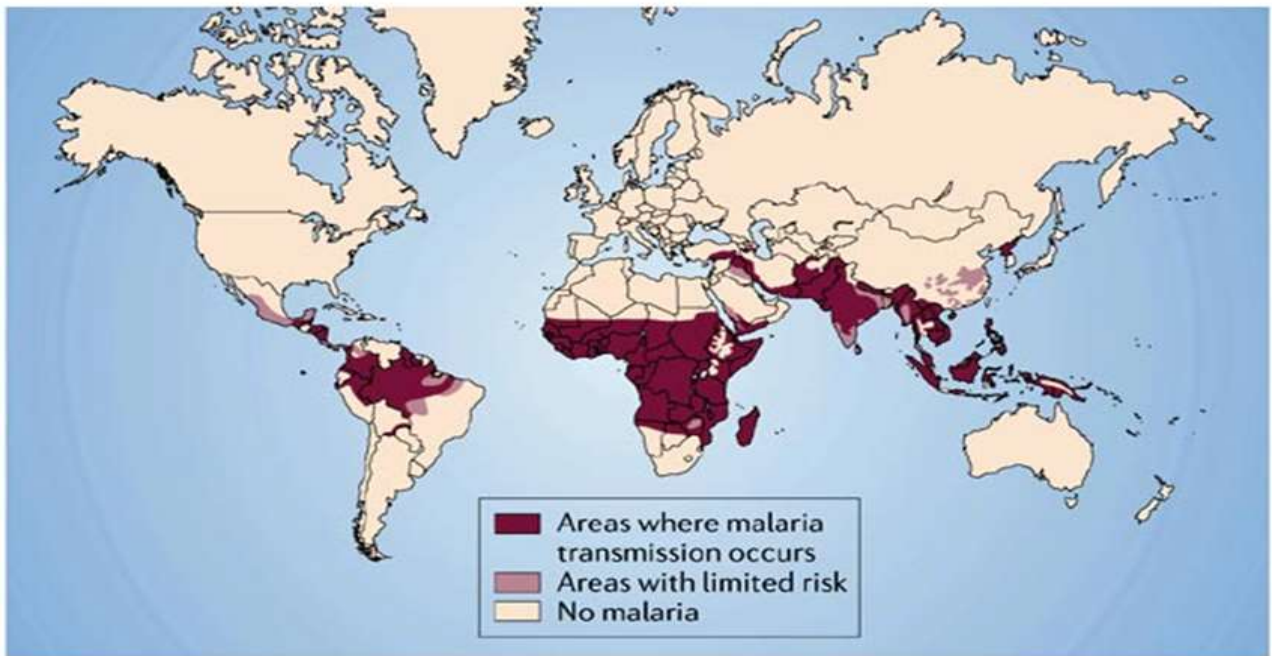 Areas where malaria
transmission occurs
Areas with limited risk
No malaria